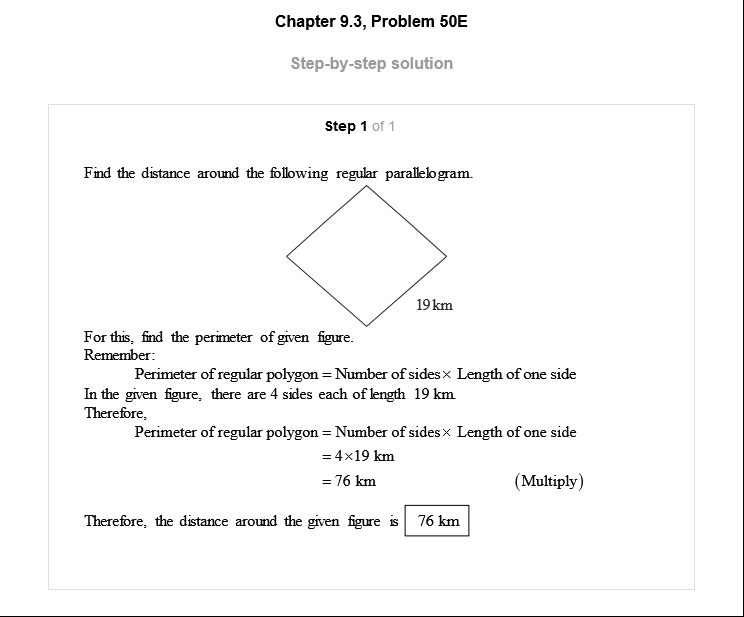 Chapter 9.3, Problem 50E
Step-by-step solution
Step 1 of 1
Find the distance around the following regular parallelogram.
19 km
For this, find the perimeter of given figure.
Remember:
Perimeter of regular polygon = Number of sides × Length of one side
In the given figure, there are 4 sides each of length 19 km.
Therefore,
Perimeter of regular polygon = Number of sides × Length of one side
= 4×19 km
= 76 km (Multiply)
Therefore, the distance around the given figure is 76 km